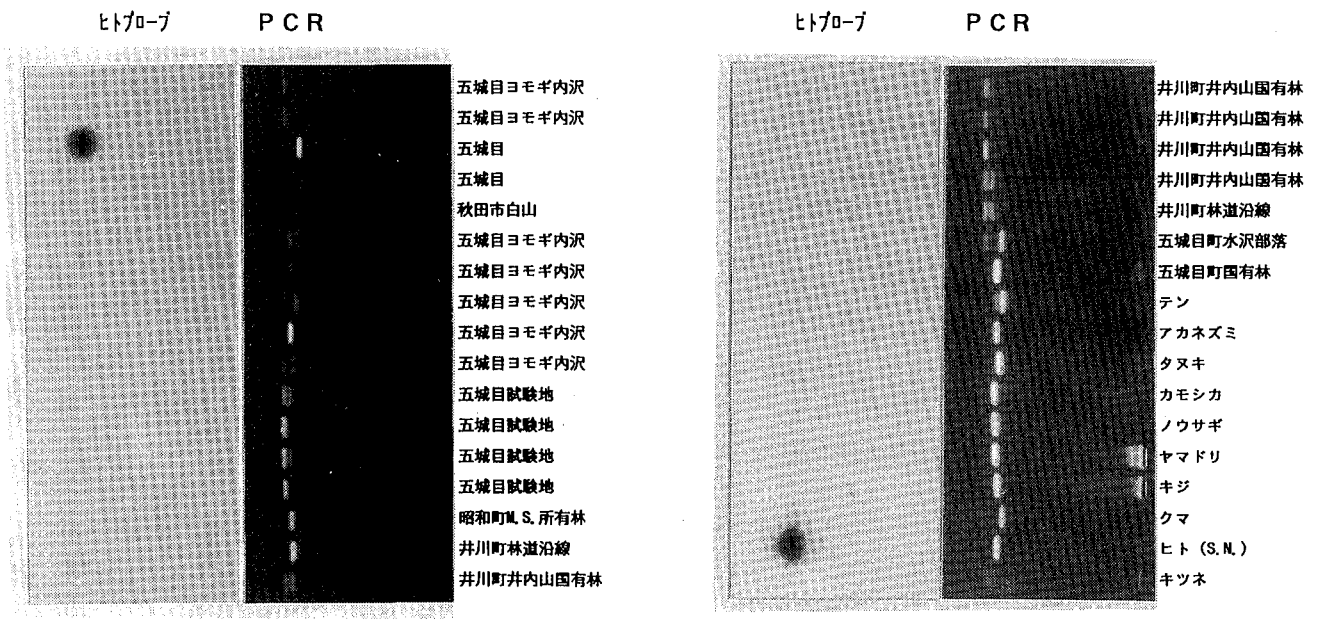 ﾋﾄﾌﾟﾛｰﾌﾞ PCR
五城目ヨモギ内沢
五城目ヨモギ内沢
五城目
五城目
秋田市白山
五城目ヨモギ内沢
五城目ヨモギ内沢
五城目ヨモギ内沢
五城目ヨモギ内沢
五城目ヨモギ内沢
五城目試験地
五城目試験地
五城目試験地
五城目試験地
昭和町M.S.所有林
井川町林道沿線
井川町井内山国有林
ﾋﾄﾌﾟﾛｰﾌﾞ PCR
井川町井内山国有林
井川町井内山国有林
井川町井内山国有林
井川町井内山国有林
井川町林道沿線
五城目町水沢部落
五城目町国有林
テン
アカネズミ
タヌキ
カモシカ
ノウサギ
ヤマドリ
キジ
クマ
ヒト (S.N.)
キツネ